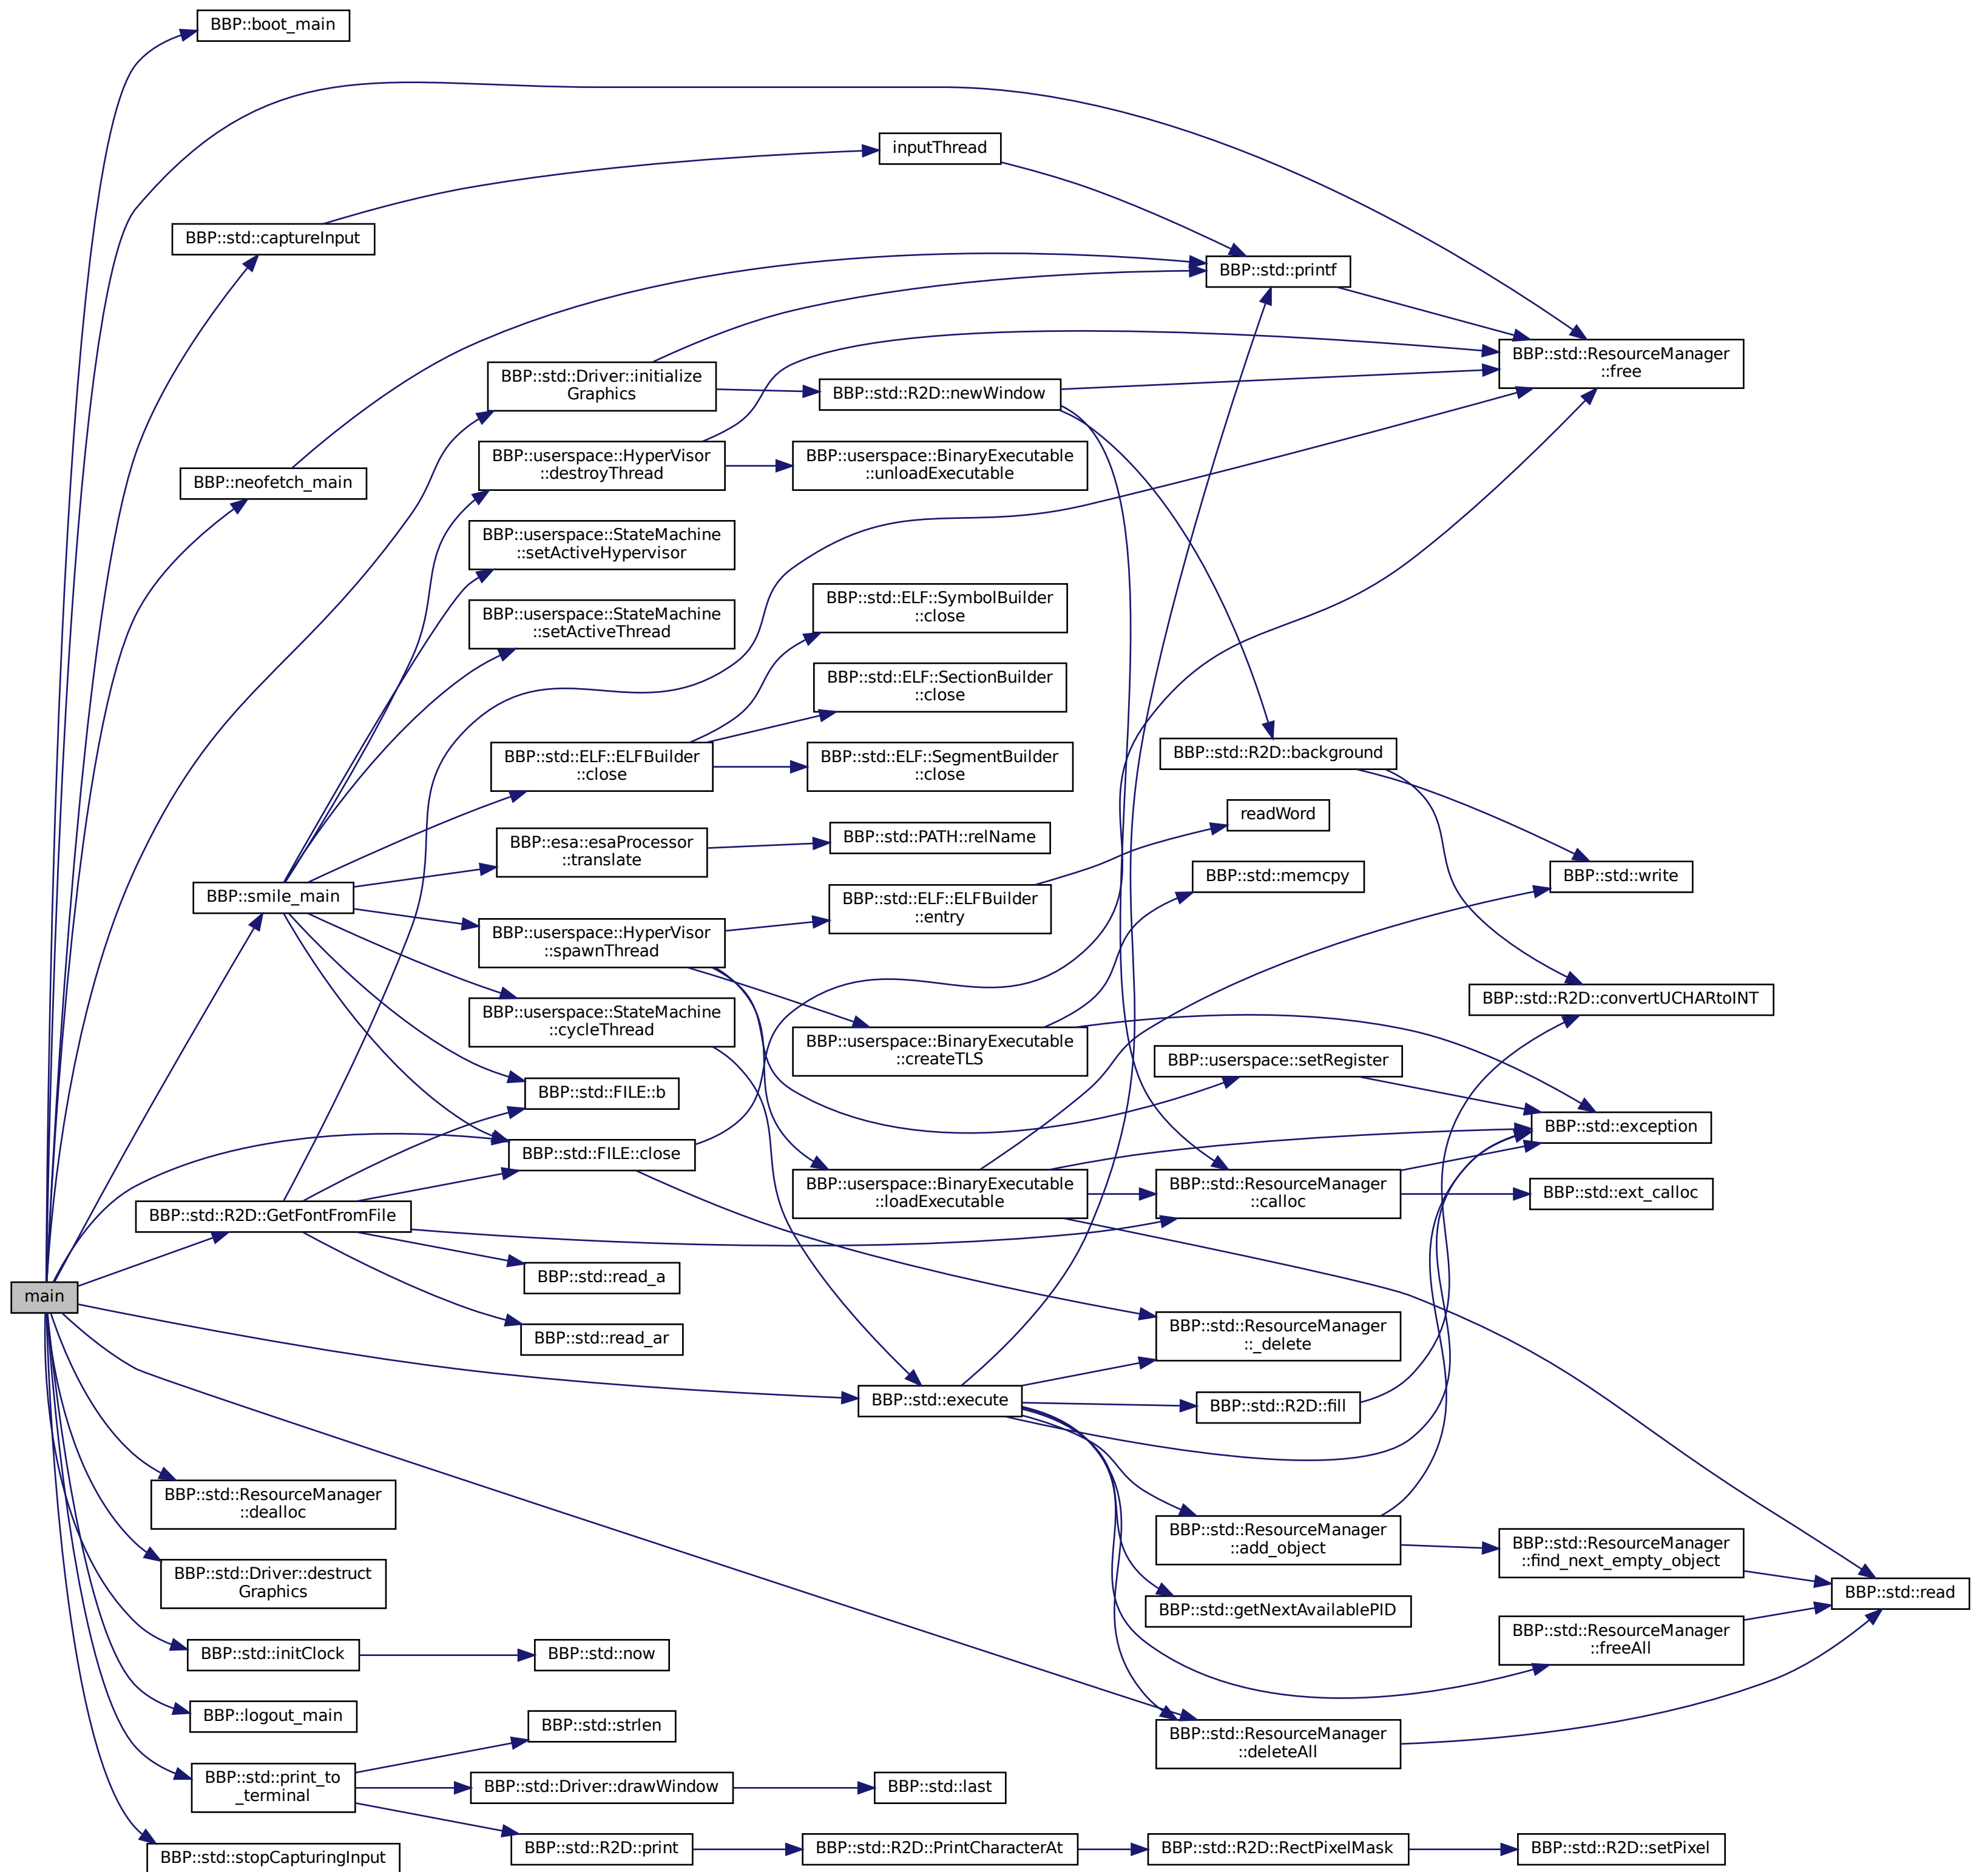 BBP::boot_main
inputThread
BBP::std::captureInput
BBP::std::printf
BBP::std::ResourceManager
::free
BBP::std::Driver::initialize
Graphics
BBP::std::R2D::newWindow
BBP::userspace::HyperVisor
::destroyThread
BBP::userspace::BinaryExecutable
::unloadExecutable
BBP::neofetch_main
BBP::userspace::StateMachine
::setActiveHypervisor
BBP::std::ELF::SymbolBuilder
::close
BBP::userspace::StateMachine
::setActiveThread
BBP::std::ELF::SectionBuilder
::close
BBP::std::ELF::ELFBuilder
::close
BBP::std::ELF::SegmentBuilder
::close
BBP::std::R2D::background
readWord
BBP::esa::esaProcessor
::translate
BBP::std::PATH::relName
BBP::std::memcpy
BBP::std::write
BBP::smile_main
BBP::std::ELF::ELFBuilder
::entry
BBP::userspace::HyperVisor
::spawnThread
BBP::std::R2D::convertUCHARtoINT
BBP::userspace::StateMachine
::cycleThread
BBP::userspace::BinaryExecutable
::createTLS
BBP::userspace::setRegister
BBP::std::FILE::b
BBP::std::exception
BBP::std::FILE::close
BBP::userspace::BinaryExecutable
::loadExecutable
BBP::std::ResourceManager
::calloc
BBP::std::ext_calloc
BBP::std::R2D::GetFontFromFile
BBP::std::read_a
main
BBP::std::read_ar
BBP::std::ResourceManager
::_delete
BBP::std::execute
BBP::std::R2D::fill
BBP::std::ResourceManager
::dealloc
BBP::std::ResourceManager
::add_object
BBP::std::ResourceManager
::find_next_empty_object
BBP::std::Driver::destruct
Graphics
BBP::std::read
BBP::std::getNextAvailablePID
BBP::std::ResourceManager
::freeAll
BBP::std::initClock
BBP::std::now
BBP::logout_main
BBP::std::strlen
BBP::std::ResourceManager
::deleteAll
BBP::std::print_to
_terminal
BBP::std::Driver::drawWindow
BBP::std::last
BBP::std::R2D::print
BBP::std::R2D::PrintCharacterAt
BBP::std::R2D::RectPixelMask
BBP::std::R2D::setPixel
BBP::std::stopCapturingInput